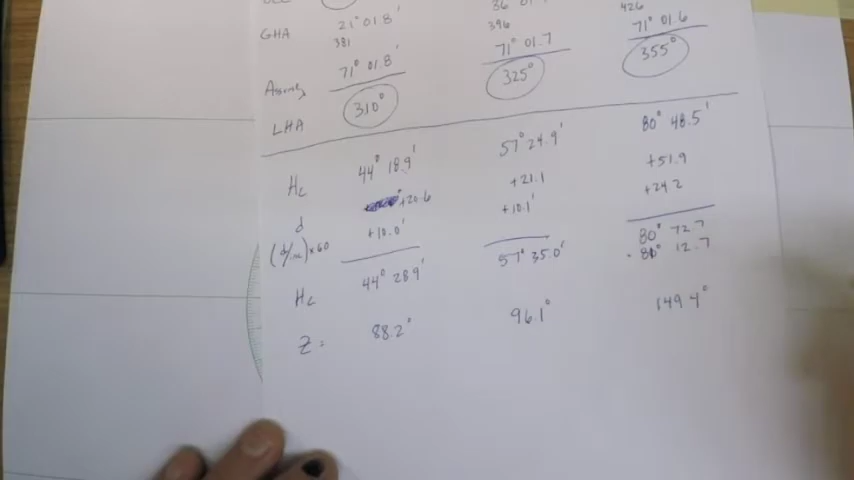 GHA 21° 01.8' 36 01.
381 396 426
Assum 71° 01.8' 71° 01.7 71° 01.6
LHA 310° 325° 355°
Hc 44° 18.9' 57° 24.9' 80° 48.5'
d +20.6 +21.1 +51.9
(d/inc)×60 +10.0' +10.1' +24.2
80° 72.7
Hc 44° 28.9' 57° 35.0' 80° 12.7
Z = 88.2° 96.1° 149.4°